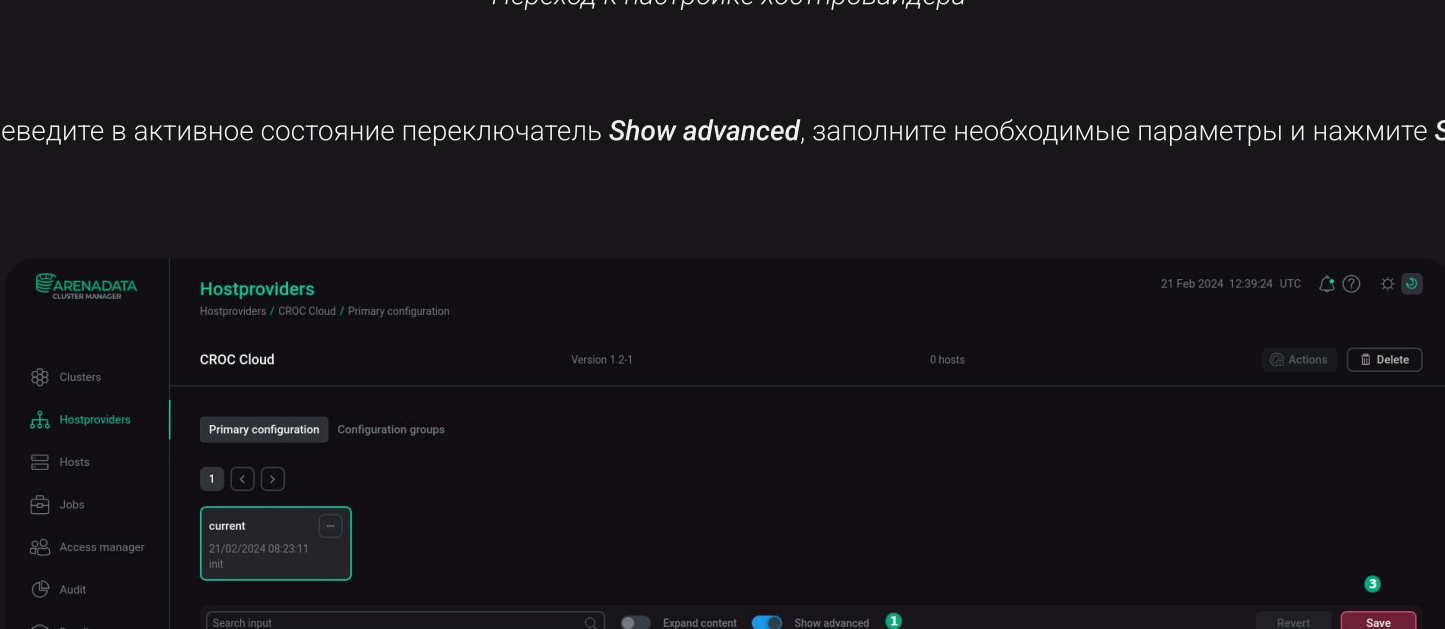 Переход к настройке хостпровайдера
еведите в активное состояние переключатель Show advanced, заполните необходимые параметры и нажмите S
ARENADATA
CLUSTER MANAGER
Hostproviders
21 Feb 2024 12:39:24 UTC
Hostproviders / CROC Cloud / Primary configuration
CROC Cloud
Version 1.2-1
0 hosts
Actions
Delete
Clusters
Hostproviders
Hosts
Jobs
Access manager
Audit
Primary configuration
Configuration groups
1
current
21/02/2024 08:23:11
init
3
Search input
Expand content
Show advanced
1
Revert
Save